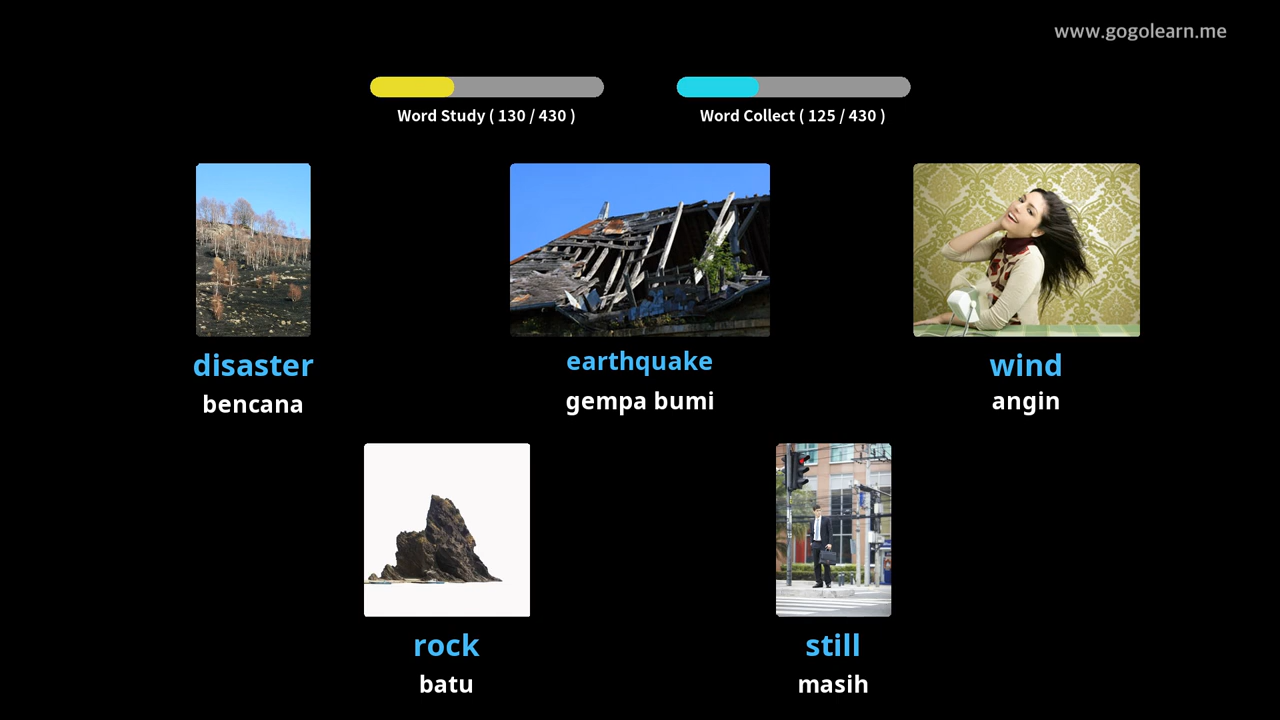 www.gogolearn.me
Word Study ( 130 / 430 )
Word Collect ( 125 / 430 )
disaster
bencana
earthquake
gempa bumi
wind
angin
rock
batu
still
masih